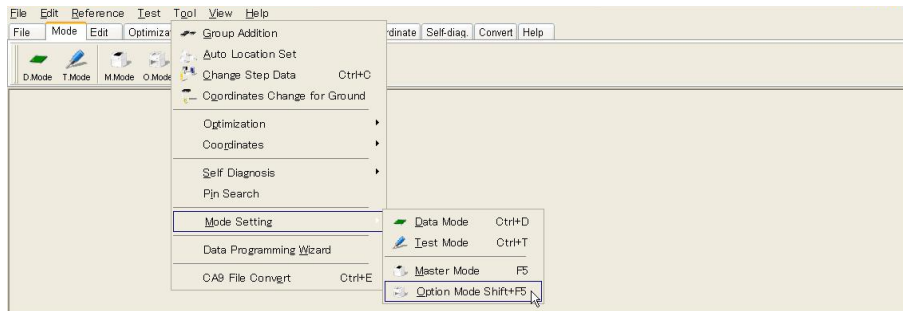 File Edit Reference Test Tool View Help
File Mode Edit Optimiza rdinate Self-diag. Convert Help
D.Mode T.Mode M.Mode O.Mode
Group Addition
Auto Location Set
Change Step Data Ctrl+C
Coordinates Change for Ground
Optimization
Coordinates
Self Diagnosis
Pin Search
Mode Setting
Data Programming Wizard
CA9 File Convert Ctrl+E
Data Mode Ctrl+D
Test Mode Ctrl+T
Master Mode F5
Option Mode Shift+F5